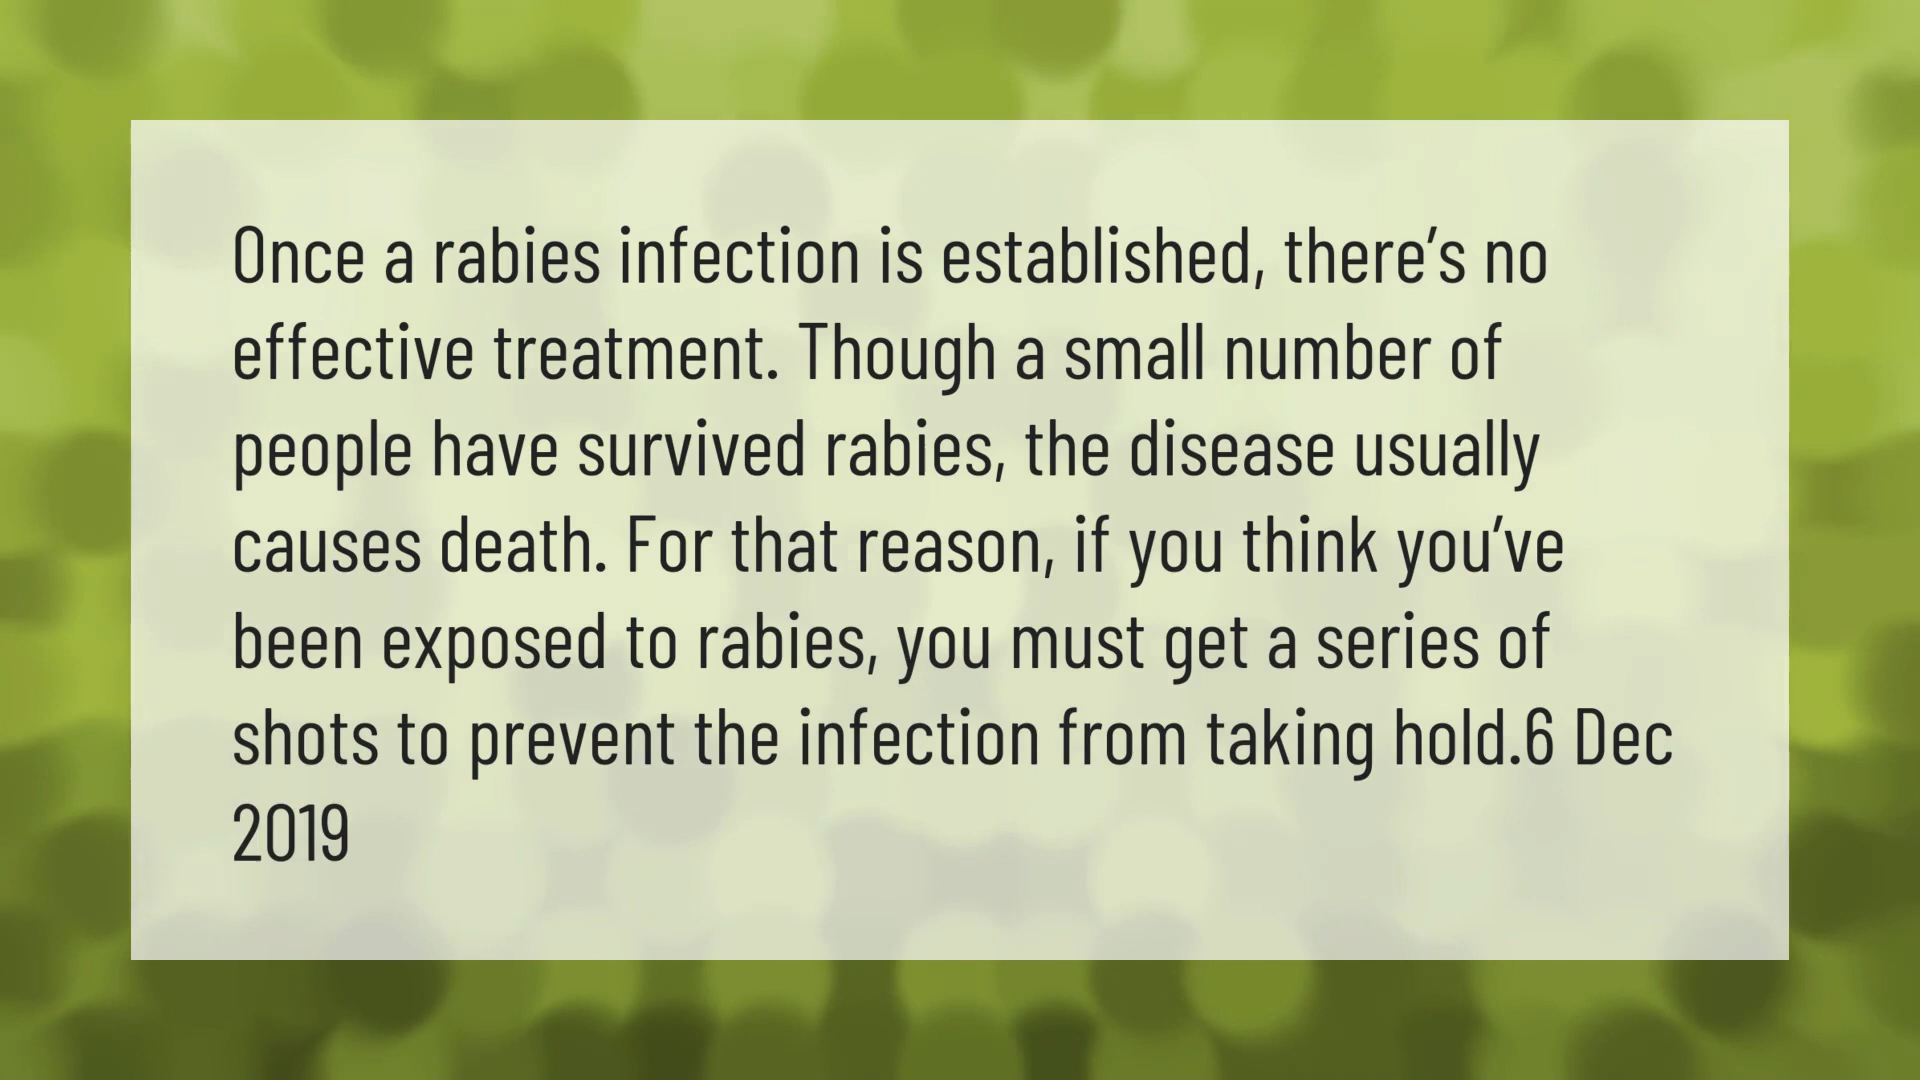 Once a rabies infection is established, there’s no
effective treatment. Though a small number of
people have survived rabies, the disease usually
causes death. For that reason, if you think you’ve
been exposed to rabies, you must get a series of
shots to prevent the infection from taking hold.6 Dec
2019